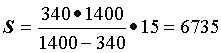 S = 340•1400 / 1400 − 340 •15 = 6735